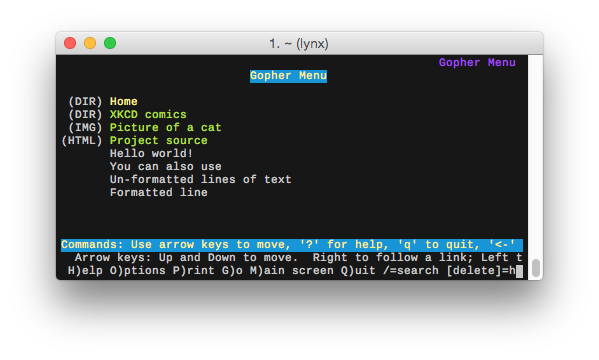 1. ~ (lynx)
Gopher Menu
Gopher Menu
(DIR) Home
(DIR) XKCD comics
(IMG) Picture of a cat
(HTML) Project source
Hello world!
You can also use
Un-formatted lines of text
Formatted line
Commands: Use arrow keys to move, '?' for help, 'q' to quit, '<-'
Arrow keys: Up and Down to move.  Right to follow a link; Left t
H)elp O)ptions P)rint G)o M)ain screen Q)uit /=search [delete]=h